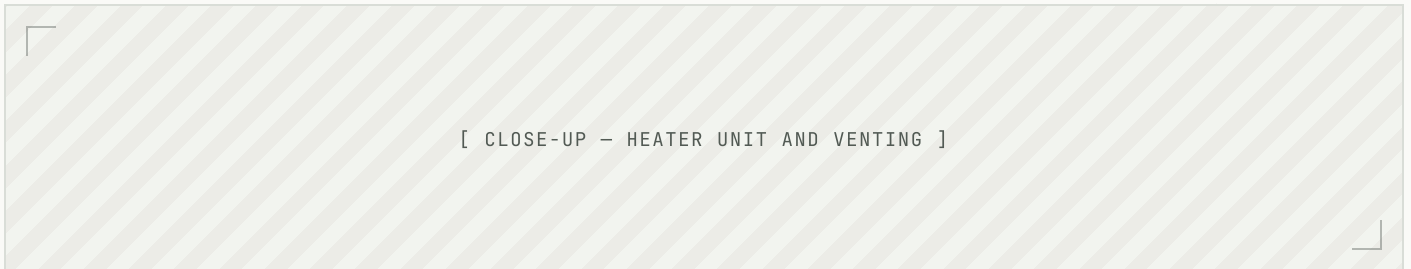 [ CLOSE-UP — HEATER UNIT AND VENTING ]